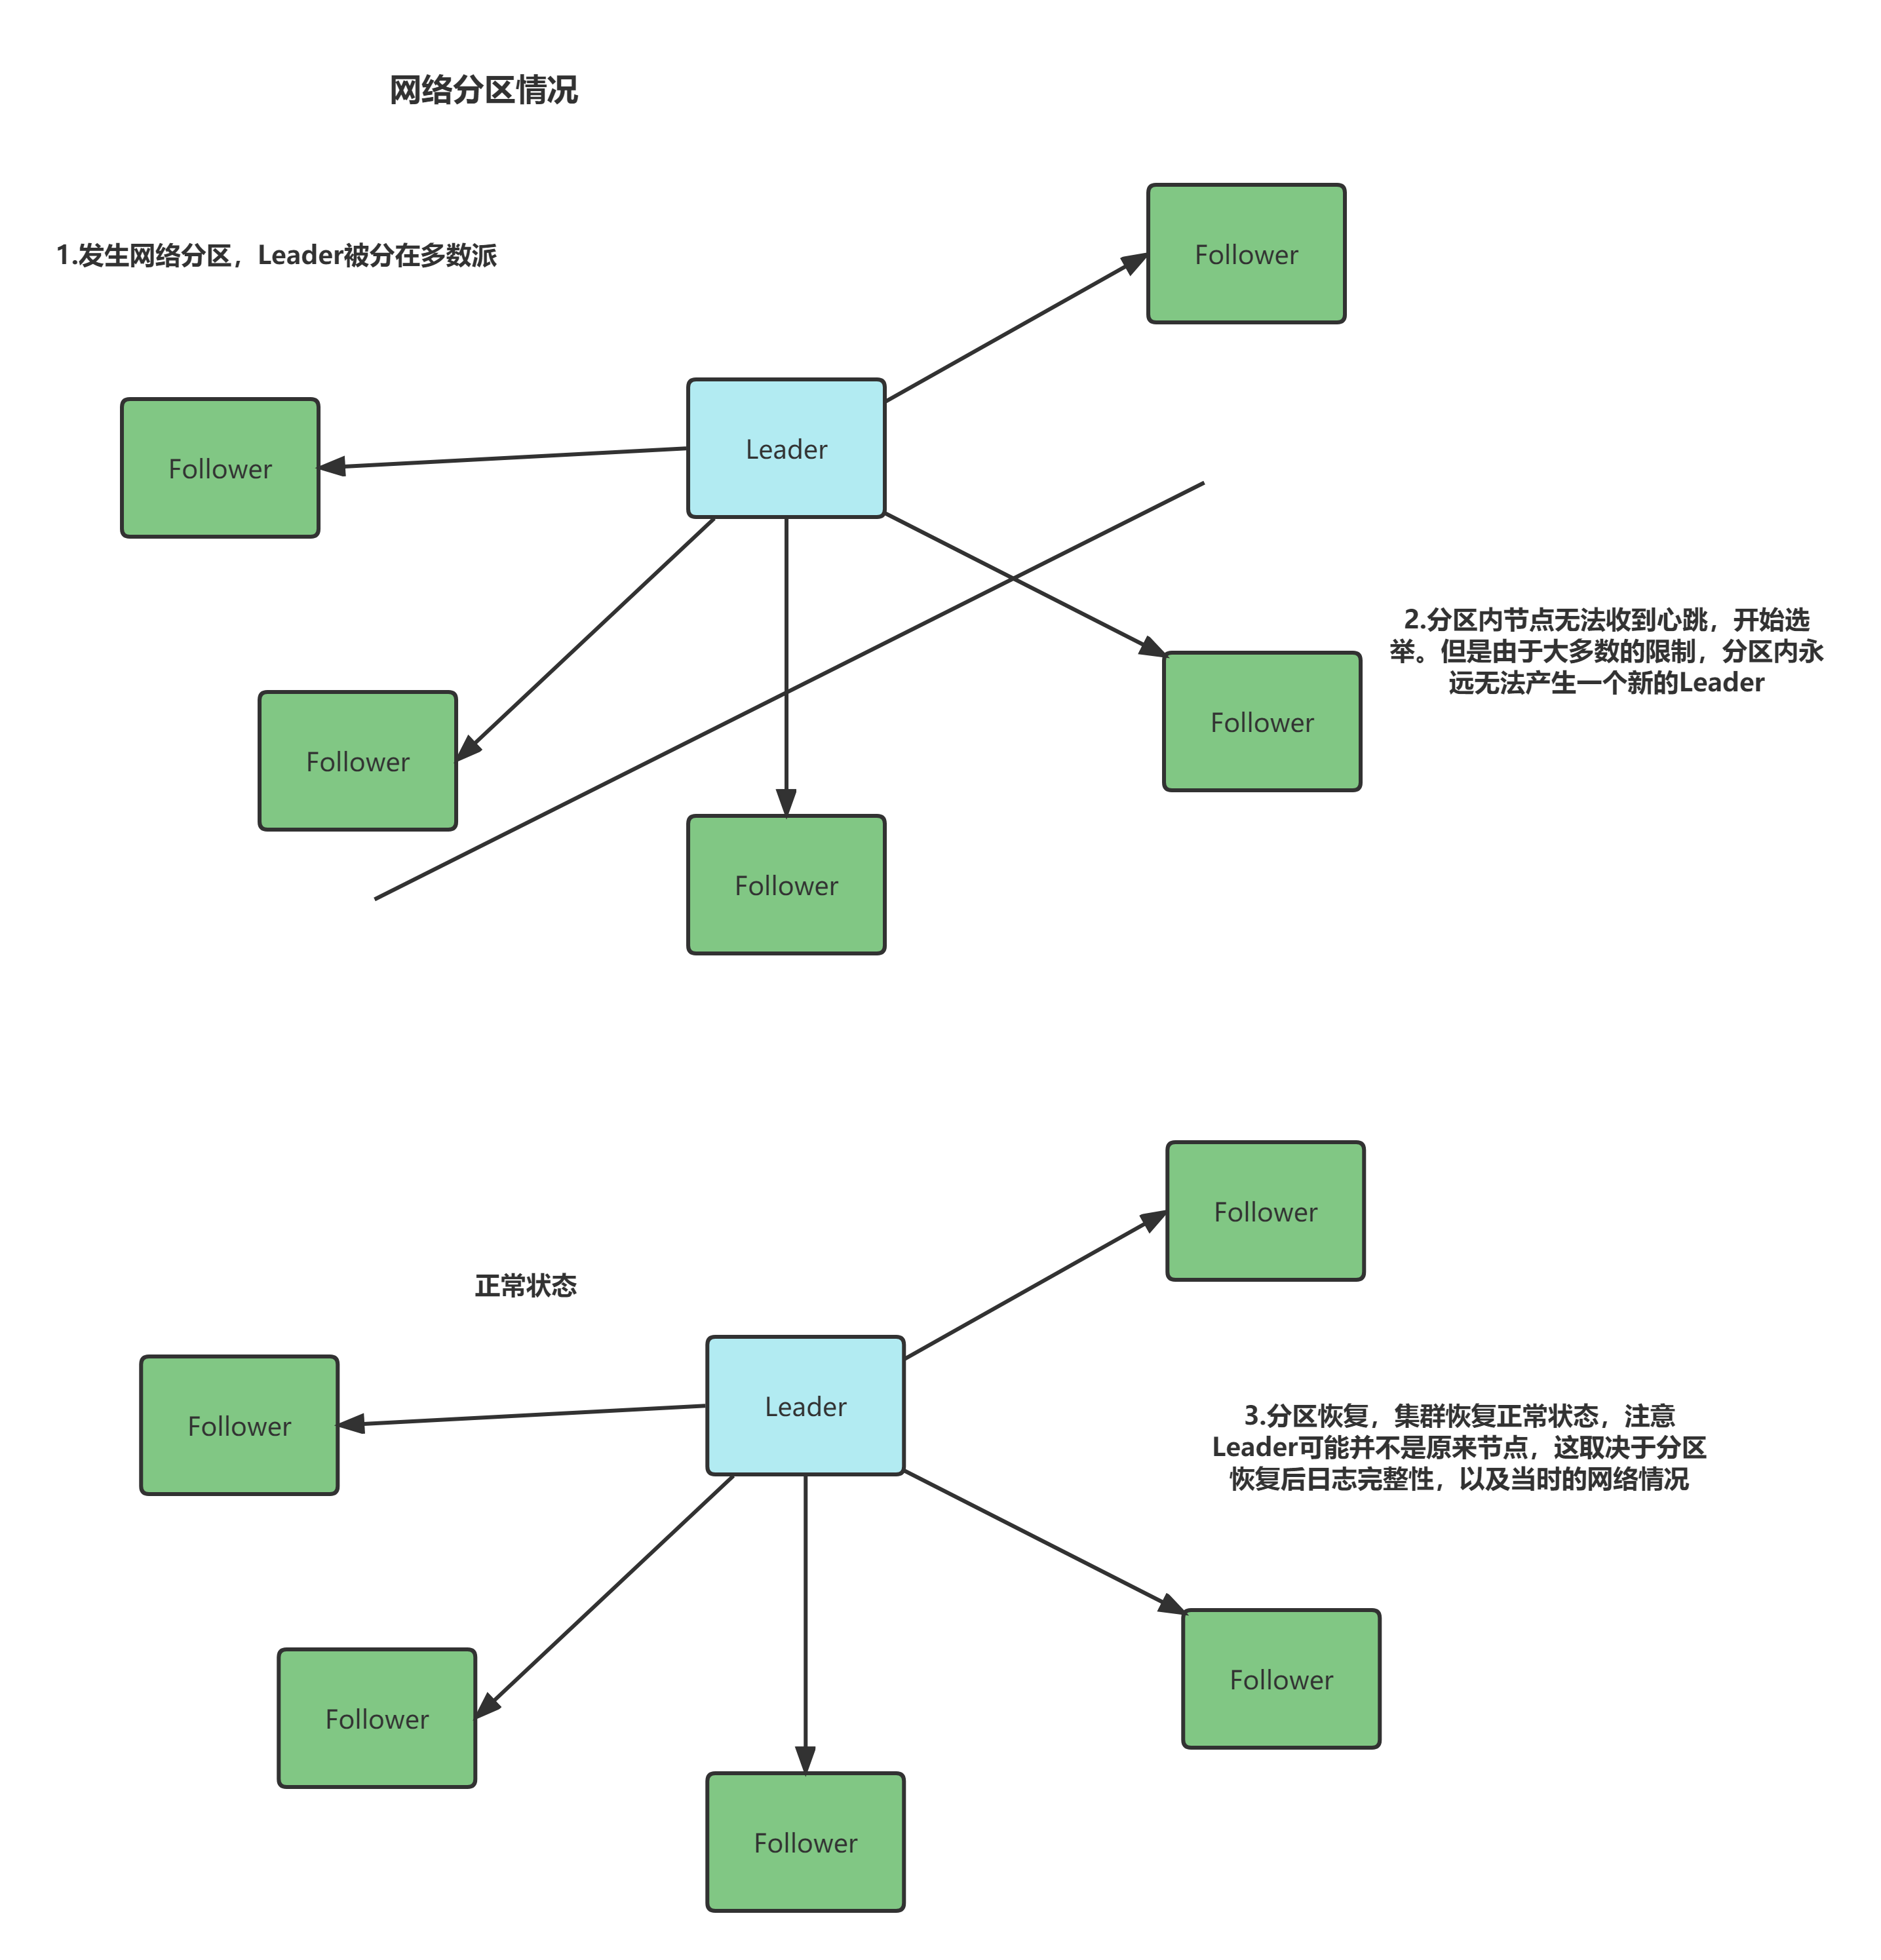 网络分区情况
1.发生网络分区，Leader被分在多数派
Follower
Leader
Follower
2.分区内节点无法收到心跳，开始选
举。但是由于大多数的限制，分区内永
远无法产生一个新的Leader
Follower
Follower
Follower
Follower
正常状态
Leader
Follower
3.分区恢复，集群恢复正常状态，注意
Leader可能并不是原来节点，这取决于分区
恢复后日志完整性，以及当时的网络情况
Follower
Follower
Follower